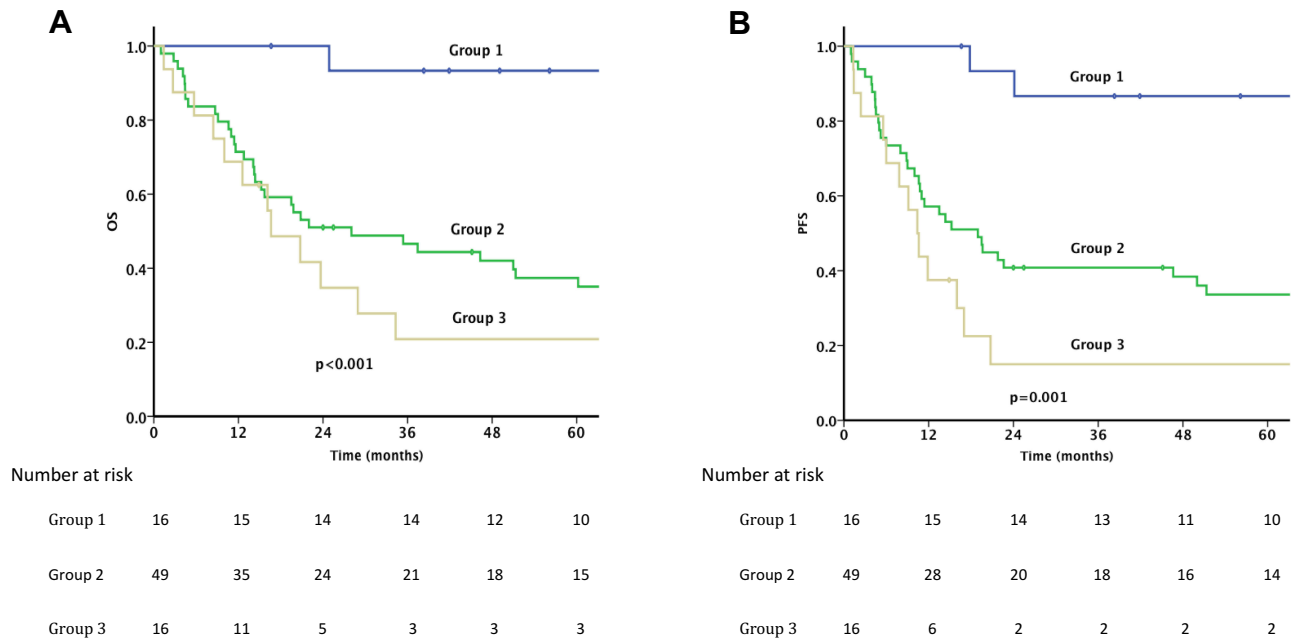 A
1.0
0.8
0.6
0.4
0.2
0.0
OS
Group 1
Group 2
Group 3
p<0.001
0 12 24 36 48 60
Time (months)
Number at risk
Group 1 16 15 14 14 12 10
Group 2 49 35 24 21 18 15
Group 3 16 11 5 3 3 3
B
1.0
0.8
0.6
0.4
0.2
0.0
PFS
Group 1
Group 2
Group 3
p=0.001
0 12 24 36 48 60
Time (months)
Number at risk
Group 1 16 15 14 13 11 10
Group 2 49 28 20 18 16 14
Group 3 16 6 2 2 2 2